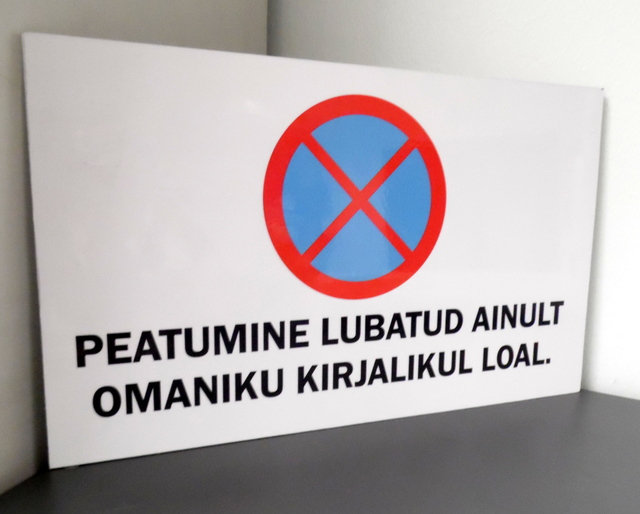 PEATUMINE LUBATUD AINULT
OMANIKU KIRJALIKUL LOAL.